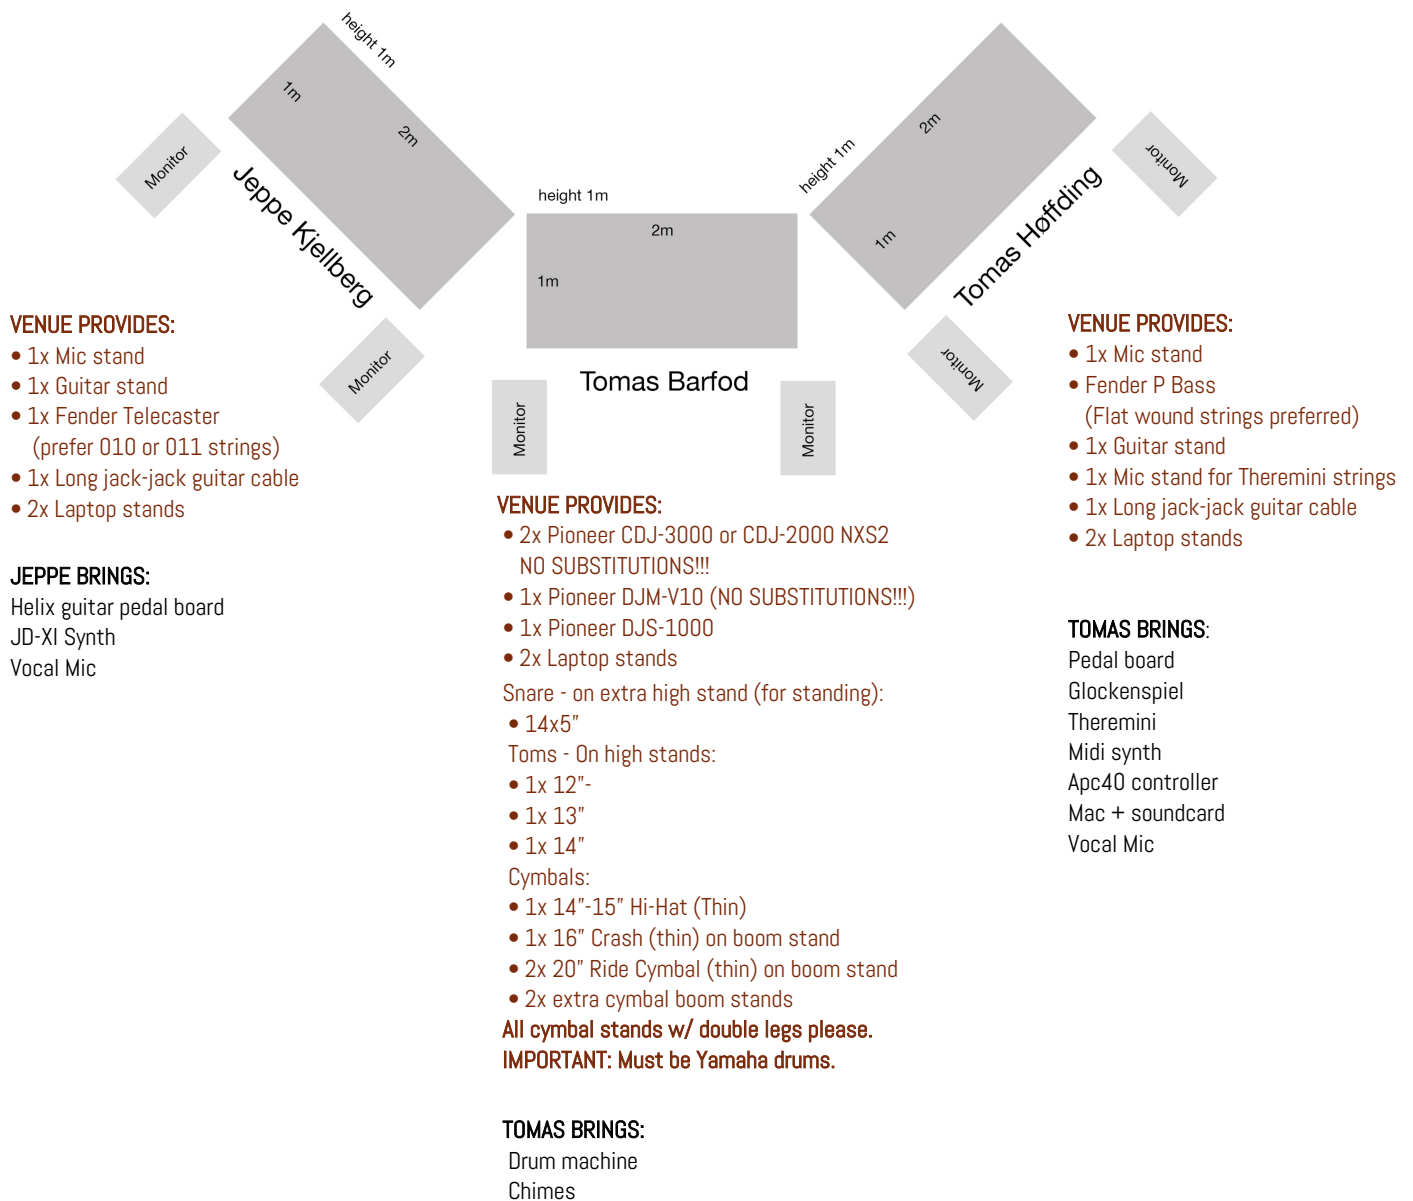 height 1m
1m
2m
Monitor
Jeppe Kjellberg
Monitor
height 1m
2m
1m
Tomas Barfod
Monitor
Monitor
height 1m
2m
1m
Tomas Høffding
Monitor
Monitor
VENUE PROVIDES:
• 1x Mic stand
• 1x Guitar stand
• 1x Fender Telecaster
(prefer 010 or 011 strings)
• 1x Long jack-jack guitar cable
• 2x Laptop stands
JEPPE BRINGS:
Helix guitar pedal board
JD-XI Synth
Vocal Mic
VENUE PROVIDES:
• 2x Pioneer CDJ-3000 or CDJ-2000 NXS2
NO SUBSTITUTIONS!!!
• 1x Pioneer DJM-V10 (NO SUBSTITUTIONS!!!)
• 1x Pioneer DJS-1000
• 2x Laptop stands
Snare - on extra high stand (for standing):
• 14x5"
Toms - On high stands:
• 1x 12"-
• 1x 13"
• 1x 14"
Cymbals:
• 1x 14"-15" Hi-Hat (Thin)
• 1x 16" Crash (thin) on boom stand
• 2x 20" Ride Cymbal (thin) on boom stand
• 2x extra cymbal boom stands
All cymbal stands w/ double legs please.
IMPORTANT: Must be Yamaha drums.
TOMAS BRINGS:
Drum machine
Chimes
VENUE PROVIDES:
• 1x Mic stand
• Fender P Bass
(Flat wound strings preferred)
• 1x Guitar stand
• 1x Mic stand for Theremini strings
• 1x Long jack-jack guitar cable
• 2x Laptop stands
TOMAS BRINGS:
Pedal board
Glockenspiel
Theremini
Midi synth
Apc40 controller
Mac + soundcard
Vocal Mic